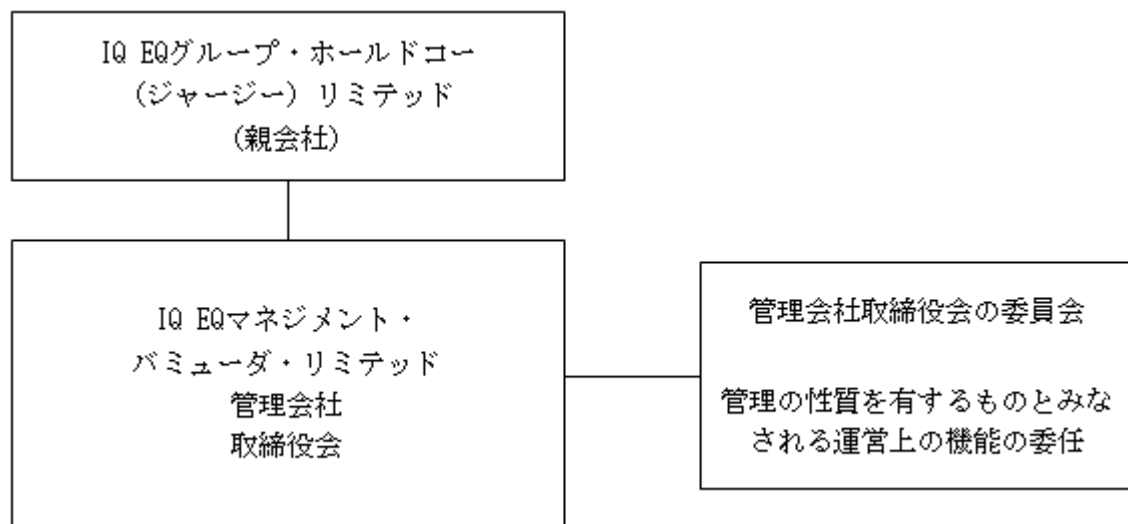 IQ EQグループ・ホールドコー
(ジャージー) リミテッド
(親会社)
IQ EQマネジメント・
バミューダ・リミテッド
管理会社
取締役会
管理会社取締役会の委員会
管理の性質を有するものとみな
される運営上の機能の委任